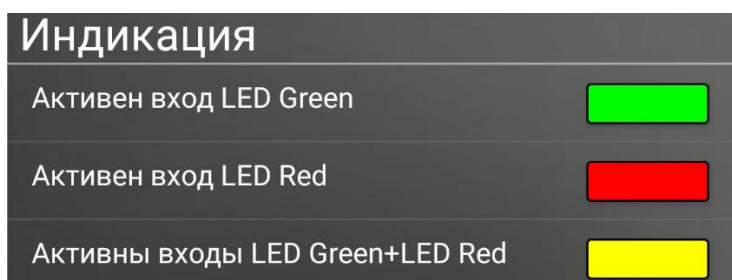 Индикация
Активен вход LED Green
Активен вход LED Red
Активны входы LED Green+LED Red